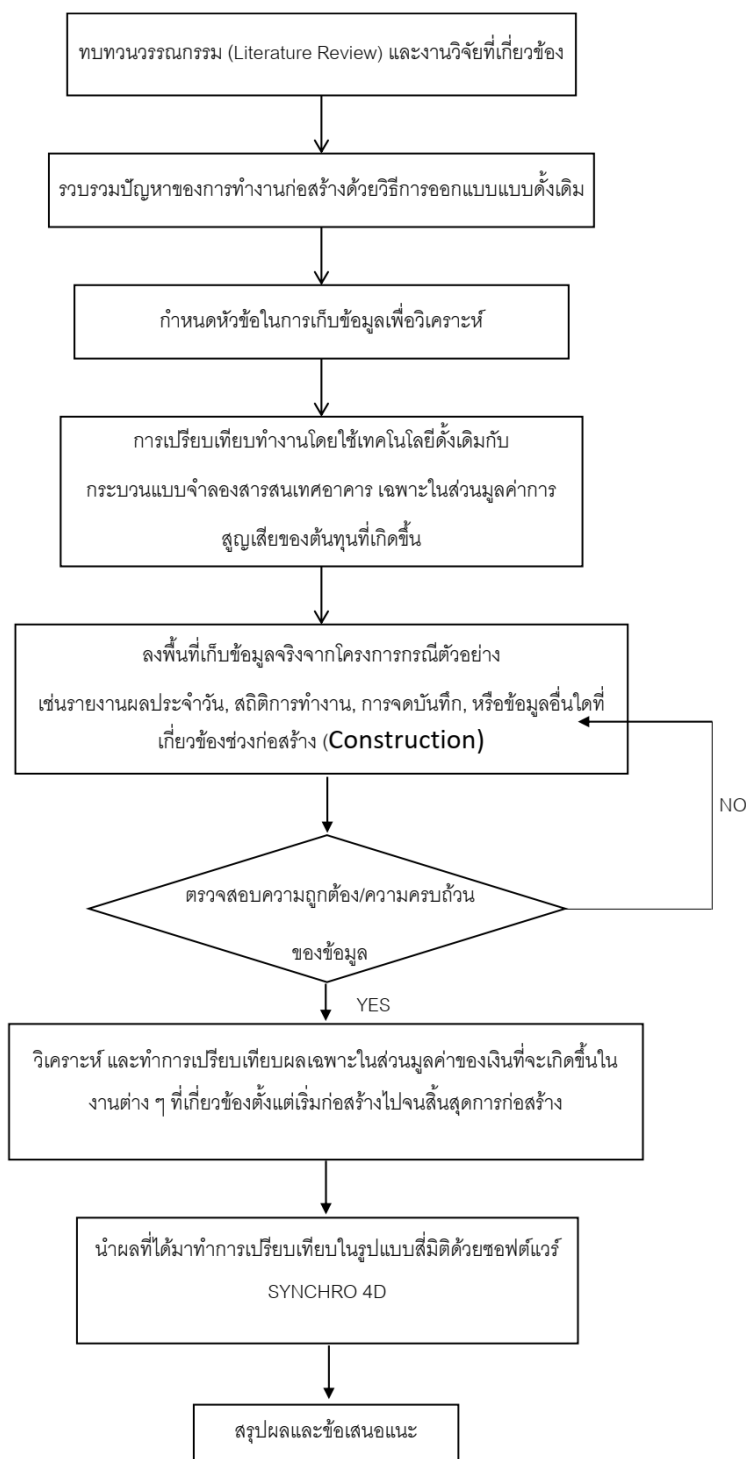 ทบทวนวรรณกรรม (Literature Review) และงานวิจัยที่เกี่ยวข้อง
รวบรวมปัญหาของการทำงานก่อสร้างด้วยวิธีการออกแบบแบบดั้งเดิม
กำหนดหัวข้อในการเก็บข้อมูลเพื่อวิเคราะห์
การเปรียบเทียบทำงานโดยใช้เทคโนโลยีดั้งเดิมกับ
กระบวนแบบจำลองสารสนเทศอาคาร เฉพาะในส่วนมูลค่าการ
สูญเสียของต้นทุนที่เกิดขึ้น
ลงพื้นที่เก็บข้อมูลจริงจากโครงการกรณีตัวอย่าง
เช่นรายงานผลประจำวัน, สถิติการทำงาน, การจดบันทึก, หรือข้อมูลอื่นใดที่
เกี่ยวข้องช่วงก่อสร้าง (Construction)
NO
ตรวจสอบความถูกต้อง/ความครบถ้วน
ของข้อมูล
YES
วิเคราะห์ และทำการเปรียบเทียบผลเฉพาะในส่วนมูลค่าของเงินที่จะเกิดขึ้นใน
งานต่าง ๆ ที่เกี่ยวข้องตั้งแต่เริ่มก่อสร้างไปจนสิ้นสุดการก่อสร้าง
นำผลที่ได้มาทำการเปรียบเทียบในรูปแบบสี่มิติด้วยซอฟต์แวร์
SYNCHRO 4D
สรุปผลและข้อเสนอแนะ